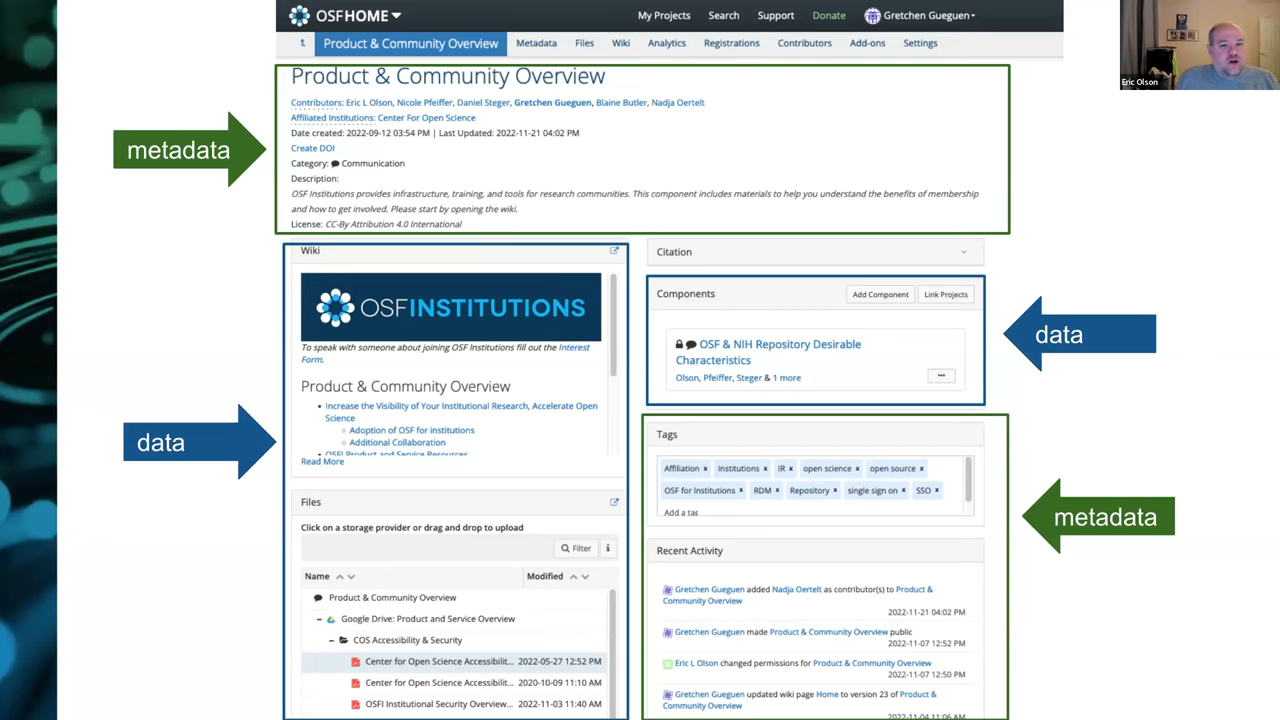 OSFHOME
My Projects Search Support Donate Gretchen Gueguen
Product & Community Overview Metadata Files Wiki Analytics Registrations Contributors Add-ons Settings
Eric Olson
Product & Community Overview
Contributors: Eric L Olson, Nicole Pfeiffer, Daniel Steger, Gretchen Gueguen, Blaine Butler, Nadja Oertelt
Affiliated Institutions: Center For Open Science
Date created: 2022-09-12 03:54 PM | Last Updated: 2022-11-21 04:02 PM
Create DOI
Category: Communication
Description:
OSF Institutions provides infrastructure, training, and tools for research communities. This component includes materials to help you understand the benefits of membership
and how to get involved. Please start by opening the wiki.
License: CC-By Attribution 4.0 International
metadata
Wiki
OSFINSTITUTIONS
To speak with someone about joining OSF Institutions fill out the Interest
Form.
Product & Community Overview
Increase the Visibility of Your Institutional Research, Accelerate Open
Science
Adoption of OSF for institutions
Additional Collaboration
OSFI Product and Service Resources
Read More
data
Files
Click on a storage provider or drag and drop to upload
Filter
Name Modified
Product & Community Overview
Google Drive: Product and Service Overview
COS Accessibility & Security
Center for Open Science Accessibilit... 2022-05-27 12:52 PM
Center for Open Science Accessibilit... 2020-10-09 11:10 AM
OSFI Institutional Security Overview... 2022-11-03 11:40 AM
Citation
Components Add Component Link Projects
OSF & NIH Repository Desirable
Characteristics
Olson, Pfeiffer, Steger & 1 more
data
Tags
Affiliation x Institutions x IR x open science x open source x
OSF for Institutions x RDM x Repository x single sign on x SSO x
Add a tag
metadata
Recent Activity
Gretchen Gueguen added Nadja Oertelt as contributor(s) to Product &
Community Overview
2022-11-21 04:02 PM
Gretchen Gueguen made Product & Community Overview public
2022-11-07 12:52 PM
Eric L Olson changed permissions for Product & Community Overview
2022-11-07 12:50 PM
Gretchen Gueguen updated wiki page Home to version 23 of Product &
Community Overview
2022-11-04 11:06 AM